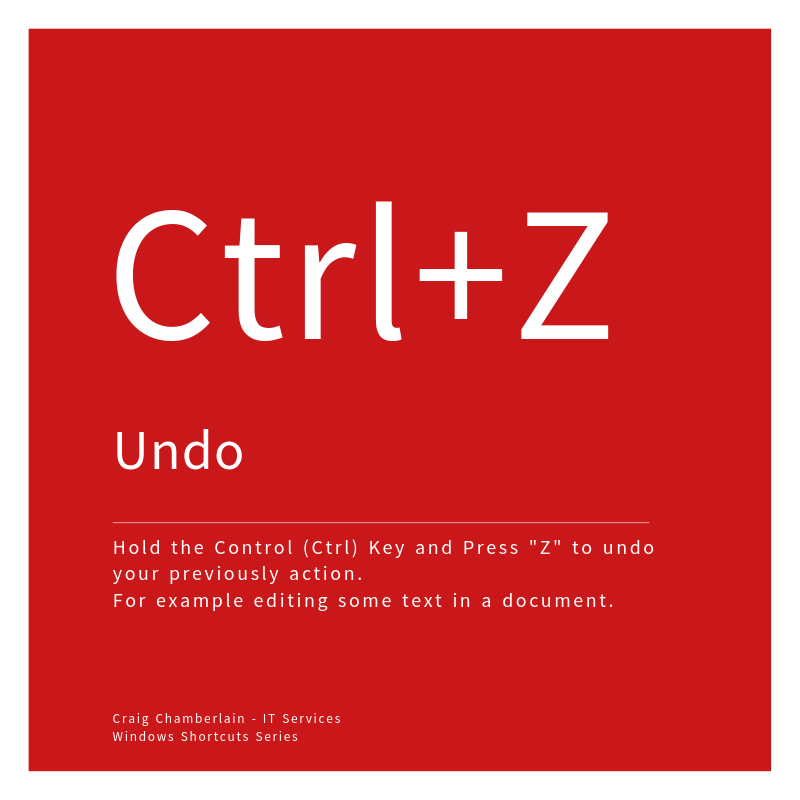 Ctrl+Z
Undo
Hold the Control (Ctrl) Key and Press "Z" to undo
your previously action.
For example editing some text in a document.
Craig Chamberlain - IT Services
Windows Shortcuts Series